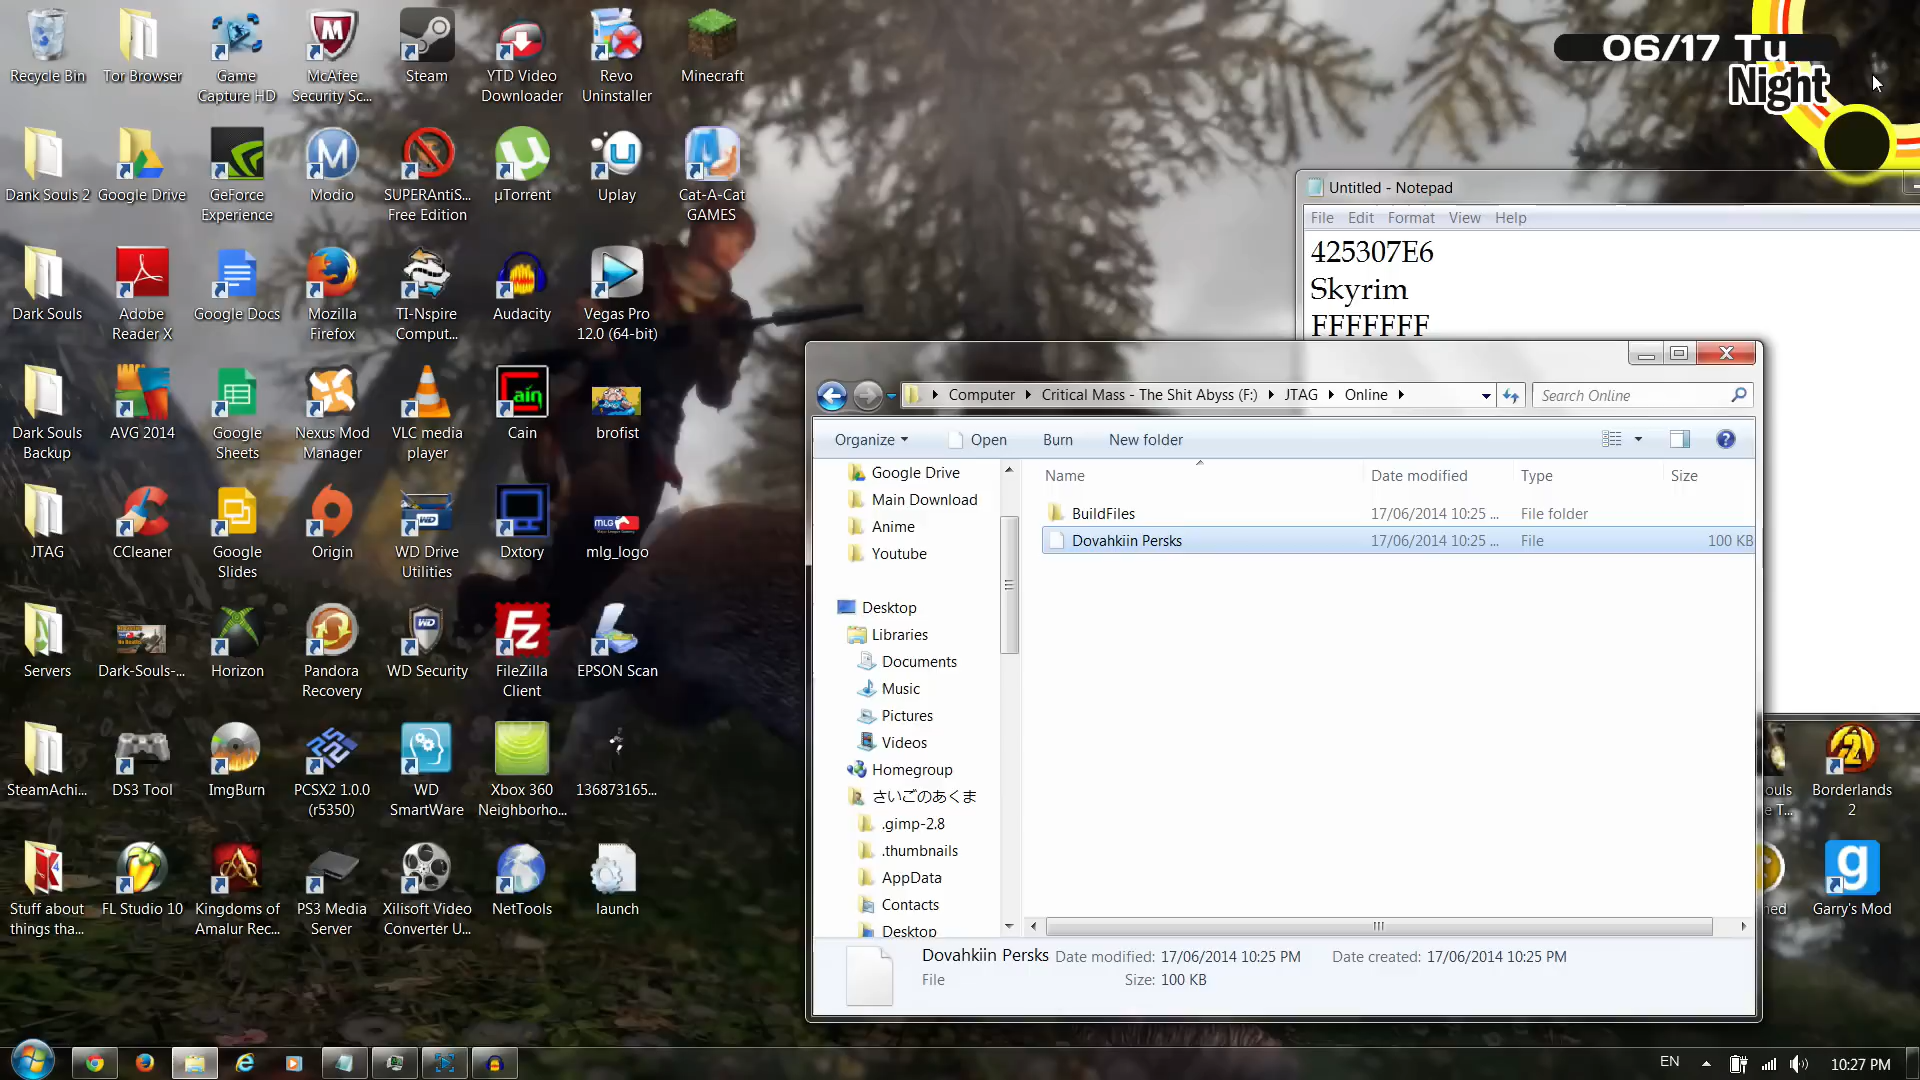 Recycle Bin
Tor Browser
Game
Capture HD
McAfee
Security Sc...
Steam
YTD Video
Downloader
Revo
Uninstaller
Minecraft
06/17 Tu
Night
Dank Souls 2
Google Drive
GeForce
Experience
Modio
SUPERAntiS...
Free Edition
µTorrent
Uplay
Cat-A-Cat
GAMES
Dark Souls
Adobe
Reader X
Google Docs
Mozilla
Firefox
TI-Nspire
Comput...
Audacity
Vegas Pro
12.0 (64-bit)
Dark Souls
Backup
AVG 2014
Google
Sheets
Nexus Mod
Manager
VLC media
player
Cain
brofist
JTAG
CCleaner
Google
Slides
Origin
WD Drive
Utilities
Dxtory
mlg_logo
Servers
Dark-Souls-...
Horizon
Pandora
Recovery
WD Security
FileZilla
Client
EPSON Scan
SteamAchi...
DS3 Tool
ImgBurn
PCSX2 1.0.0
(r5350)
WD
SmartWare
Xbox 360
Neighborho...
136873165...
Stuff about
things tha...
FL Studio 10
Kingdoms of
Amalur Rec...
PS3 Media
Server
Xilisoft Video
Converter U...
NetTools
launch
Untitled - Notepad
File Edit Format View Help
425307E6
Skyrim
FFFFFFF
Computer Critical Mass - The Shit Abyss (F:) JTAG Online
Search Online
Organize Open Burn New folder
Name Date modified Type Size
BuildFiles 17/06/2014 10:25 ... File folder
Dovahkiin Persks 17/06/2014 10:25 ... File 100 KB
Google Drive
Main Download
Anime
Youtube
Desktop
Libraries
Documents
Music
Pictures
Videos
Homegroup
さいごのあくま
.gimp-2.8
.thumbnails
AppData
Contacts
Desktop
Dovahkiin Persks Date modified: 17/06/2014 10:25 PM Date created: 17/06/2014 10:25 PM
File Size: 100 KB
ouls
e T...
Borderlands
2
ned
Garry's Mod
EN
10:27 PM